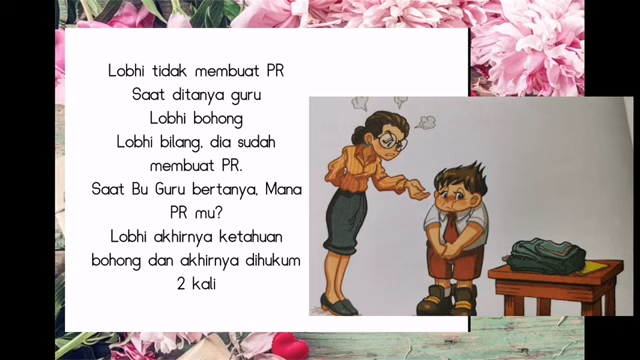 Lobhi tidak membuat PR
Saat ditanya guru
Lobhi bohong
Lobhi bilang, dia sudah
membuat PR.
Saat Bu Guru bertanya, Mana
PR mu?
Lobhi akhirnya ketahuan
bohong dan akhirnya dihukum
2 kali